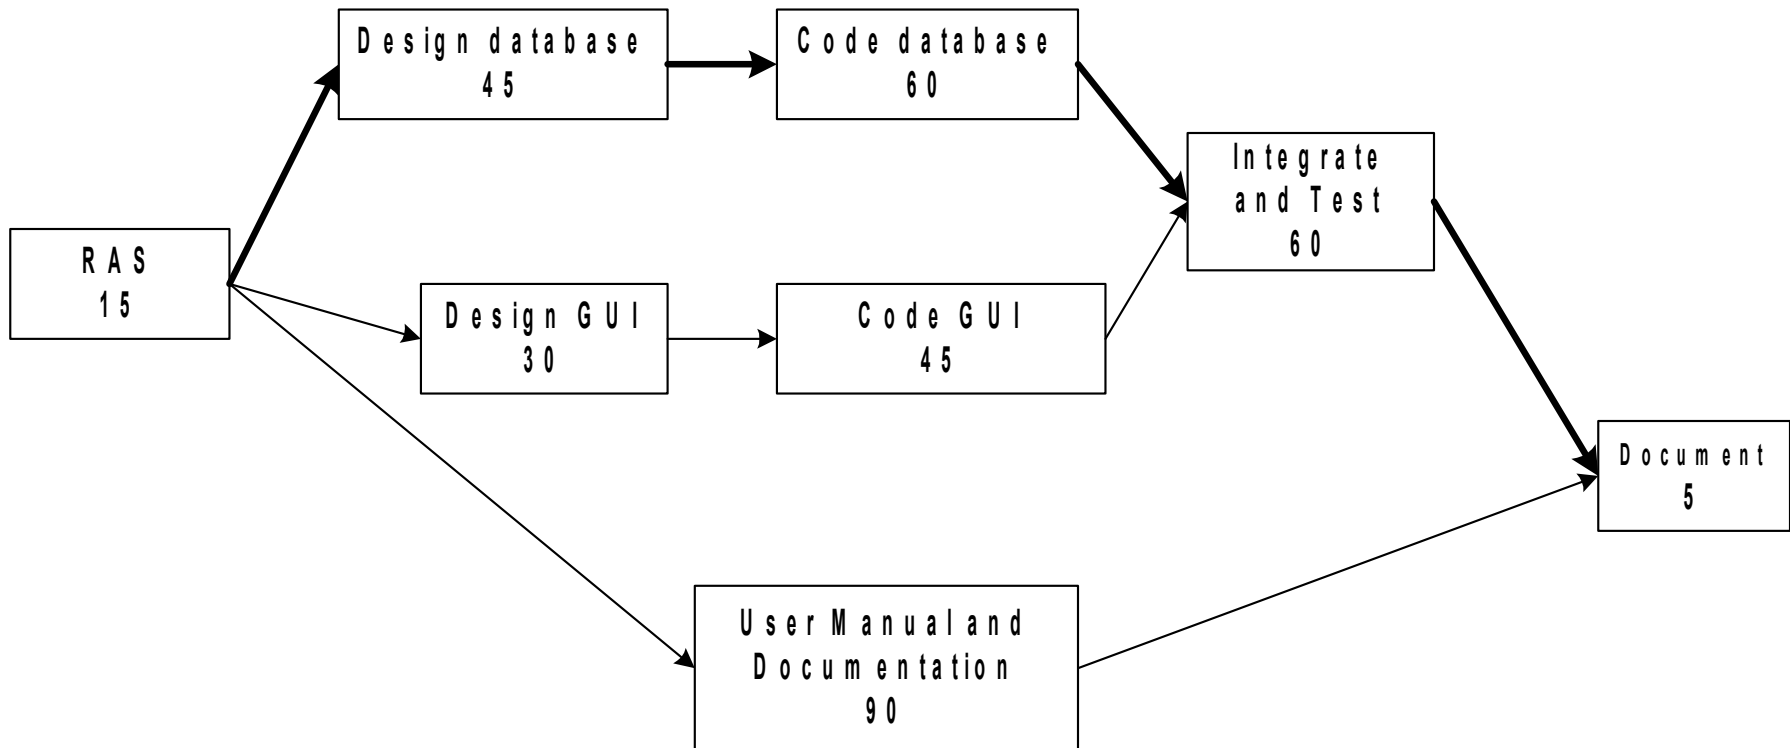 Design database
45
Code database
60
Integrate
and Test
60
RAS
15
Design GUI
30
Code GUI
45
Document
5
User Manual and
Documentation
90